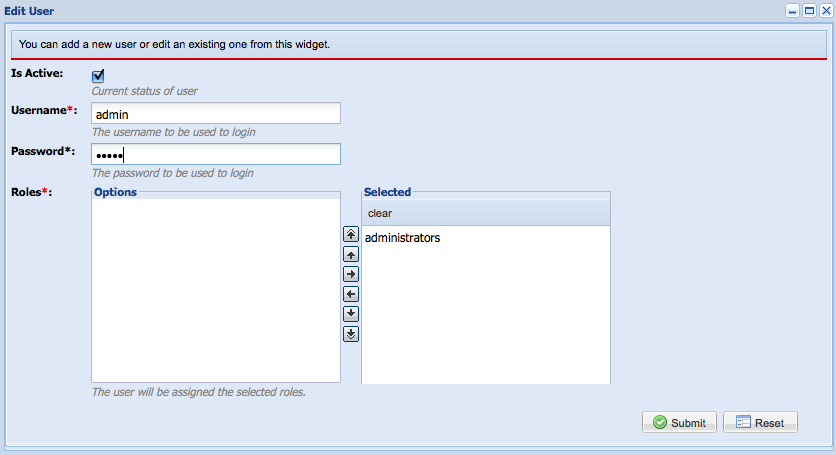 Edit User
You can add a new user or edit an existing one from this widget.
Is Active:
Current status of user
Username*:
admin
The username to be used to login
Password*:
•••••
The password to be used to login
Roles*:
Options
Selected
clear
administrators
The user will be assigned the selected roles.
Submit
Reset